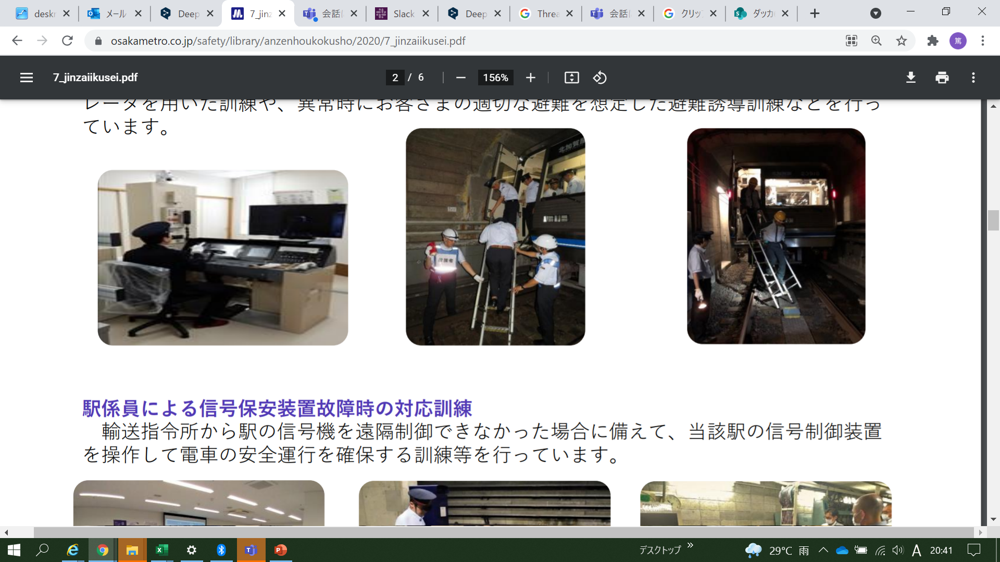 deskr
メール
Deep
7_jinz
会話(
Slack
Deep
Threa
会話(
クリッ
ダッカ
osakametro.co.jp/safety/library/anzenhoukokusho/2020/7_jinzaiikusei.pdf
篤
7_jinzaiikusei.pdf
2 / 6
156%
レータを用いた訓練や、異常時にお客さまの適切な避難を想定した避難誘導訓練などを行っ
ています。
駅係員による信号保安装置故障時の対応訓練
輸送指令所から駅の信号機を遠隔制御できなかった場合に備えて、当該駅の信号制御装置
を操作して電車の安全運行を確保する訓練等を行っています。
デスクトップ
29°C 雨
A
20:41